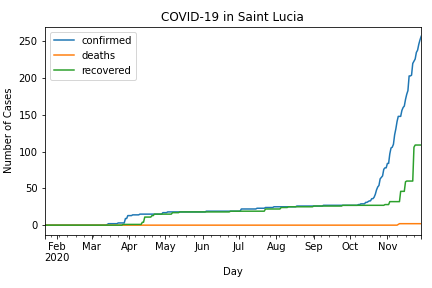 COVID-19 in Saint Lucia
confirmed
deaths
recovered
Number of Cases
250
200
150
100
50
0
Feb Mar Apr May Jun Jul Aug Sep Oct Nov
2020
Day